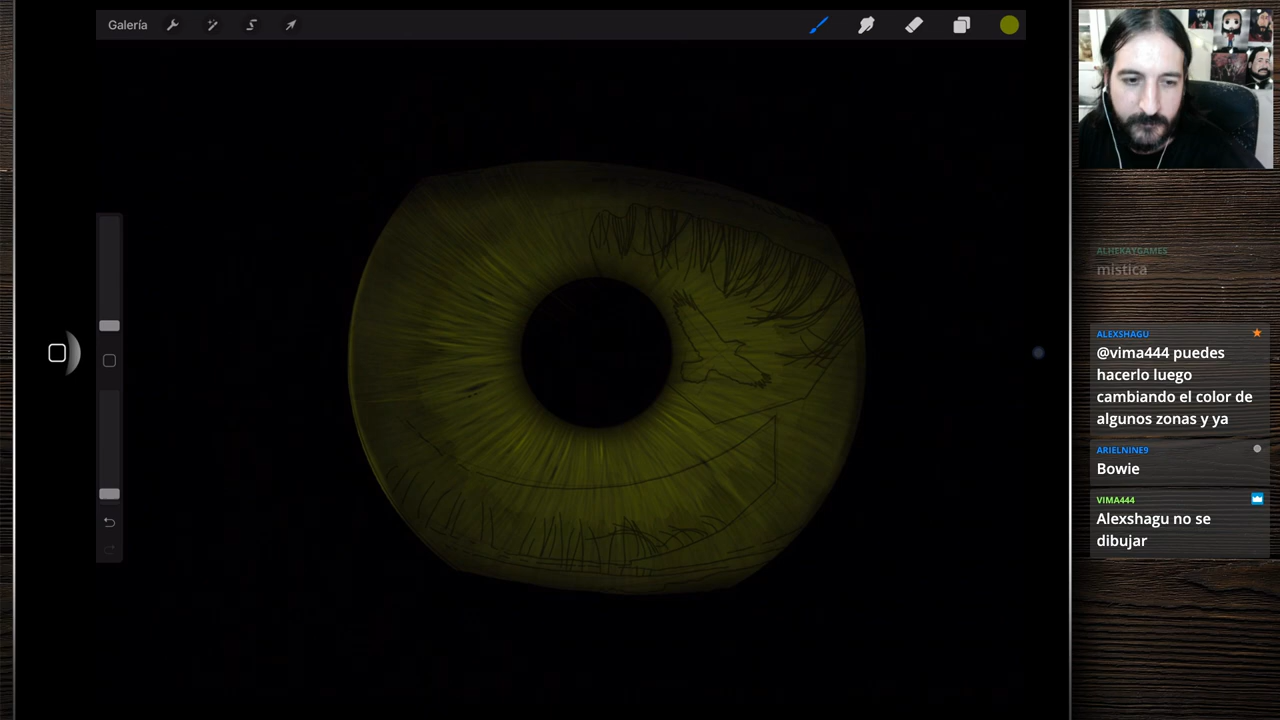 Galería
ALHEKAYGAMES
mística
ALEXSHAGU
@vima444 puedes
hacerlo luego
cambiando el color de
algunos zonas y ya
ARIELNINE9
Bowie
VIMA444
Alexshagu no se
dibujar